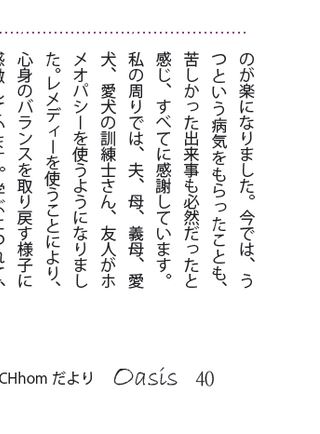 のが楽になりました。今では、う
つという病気をもらったことも、
苦しかった出来事も必然だったと
感じ、すべてに感謝しています。
私の周りでは、夫、母、義母、愛
犬、愛犬の訓練士さん、友人がホ
メオパシーを使うようになりまし
た。レメディーを使うことにより、
心身のバランスを取り戻す様子に
CHhom だより Oasis 40